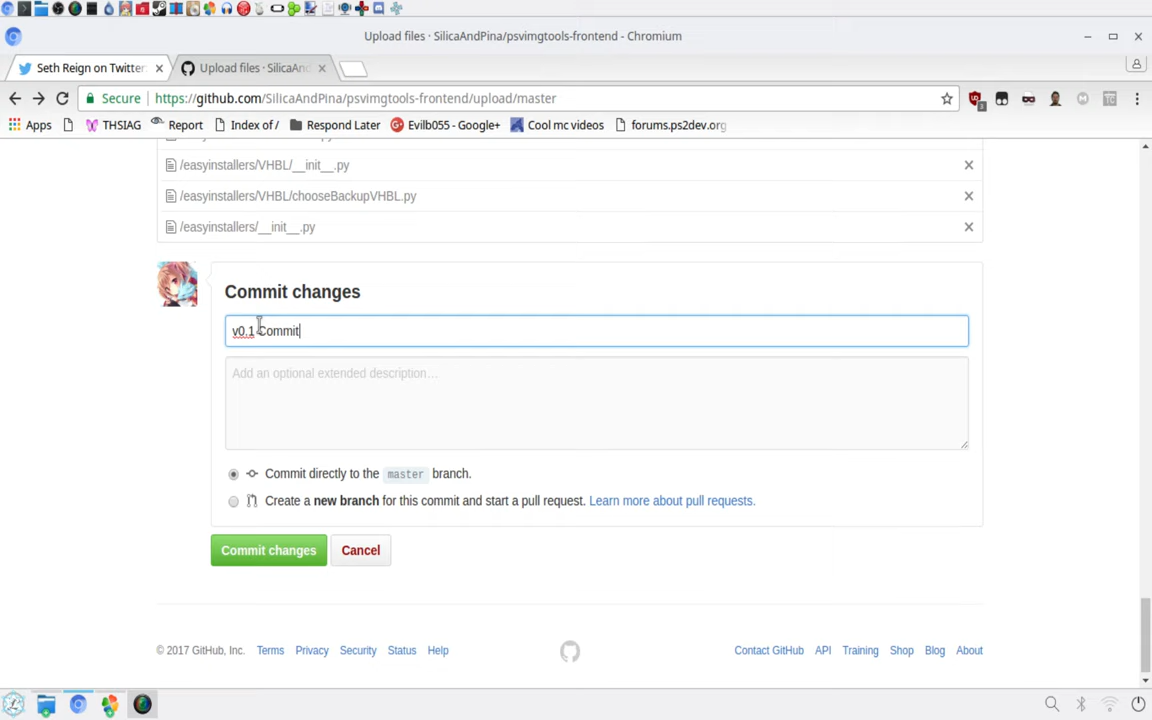 Upload files · SilicaAndPina/psvimgtools-frontend - Chromium
Seth Reign on Twitter:
Upload files · SilicaAnd
Secure
https://github.com/SilicaAndPina/psvimgtools-frontend/upload/master
Apps
THSIAG
Report
Index of /
Respond Later
Evilb055 - Google+
Cool mc videos
forums.ps2dev.org
/easyinstallers/VHBL/__init__.py
/easyinstallers/VHBL/chooseBackupVHBL.py
/easyinstallers/__init__.py
Commit changes
v0.1 Commit
Add an optional extended description…
Commit directly to the master branch.
Create a new branch for this commit and start a pull request. Learn more about pull requests.
Commit changes
Cancel
© 2017 GitHub, Inc. Terms Privacy Security Status Help
Contact GitHub API Training Shop Blog About